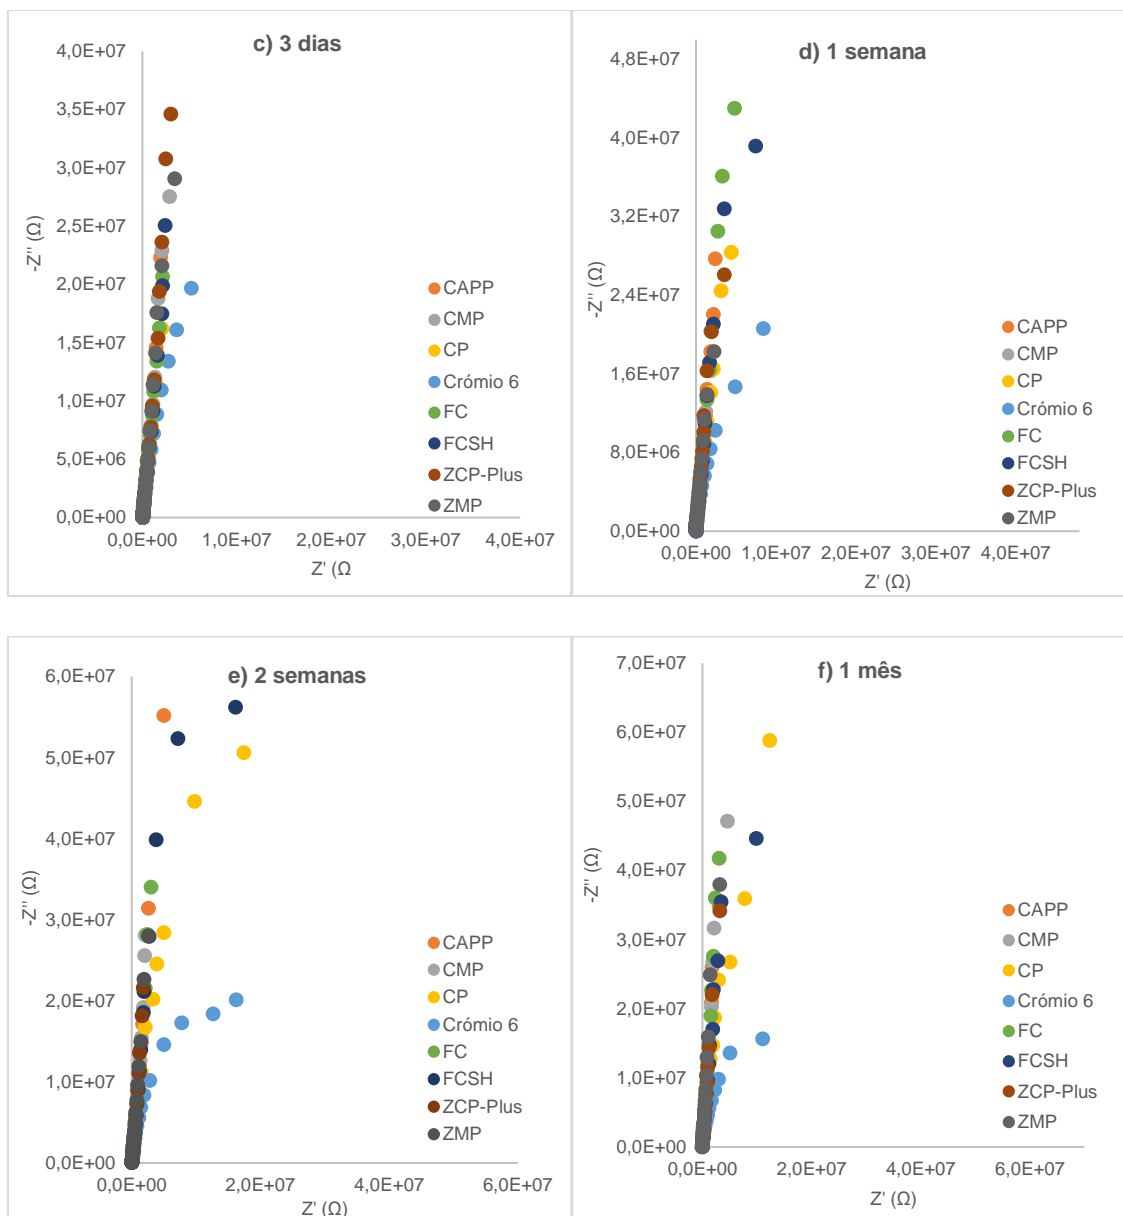 c) 3 dias
4,0E+07
3,5E+07
3,0E+07
2,5E+07
2,0E+07
1,5E+07
1,0E+07
5,0E+06
0,0E+00
-Z'' (Ω)
0,0E+00 1,0E+07 2,0E+07 3,0E+07 4,0E+07
Z' (Ω
CAPP
CMP
CP
Crómio 6
FC
FCSH
ZCP-Plus
ZMP
d) 1 semana
4,8E+07
4,0E+07
3,2E+07
2,4E+07
1,6E+07
8,0E+06
0,0E+00
-Z'' (Ω)
0,0E+00 1,0E+07 2,0E+07 3,0E+07 4,0E+07
Z' (Ω)
CAPP
CMP
CP
Crómio 6
FC
FCSH
ZCP-Plus
ZMP
e) 2 semanas
6,0E+07
5,0E+07
4,0E+07
3,0E+07
2,0E+07
1,0E+07
0,0E+00
-Z'' (Ω)
0,0E+00 2,0E+07 4,0E+07 6,0E+07
Z' (Ω)
CAPP
CMP
CP
Crómio 6
FC
FCSH
ZCP-Plus
ZMP
f) 1 mês
7,0E+07
6,0E+07
5,0E+07
4,0E+07
3,0E+07
2,0E+07
1,0E+07
0,0E+00
-Z'' (Ω)
0,0E+00 2,0E+07 4,0E+07 6,0E+07
Z' (Ω)
CAPP
CMP
CP
Crómio 6
FC
FCSH
ZCP-Plus
ZMP